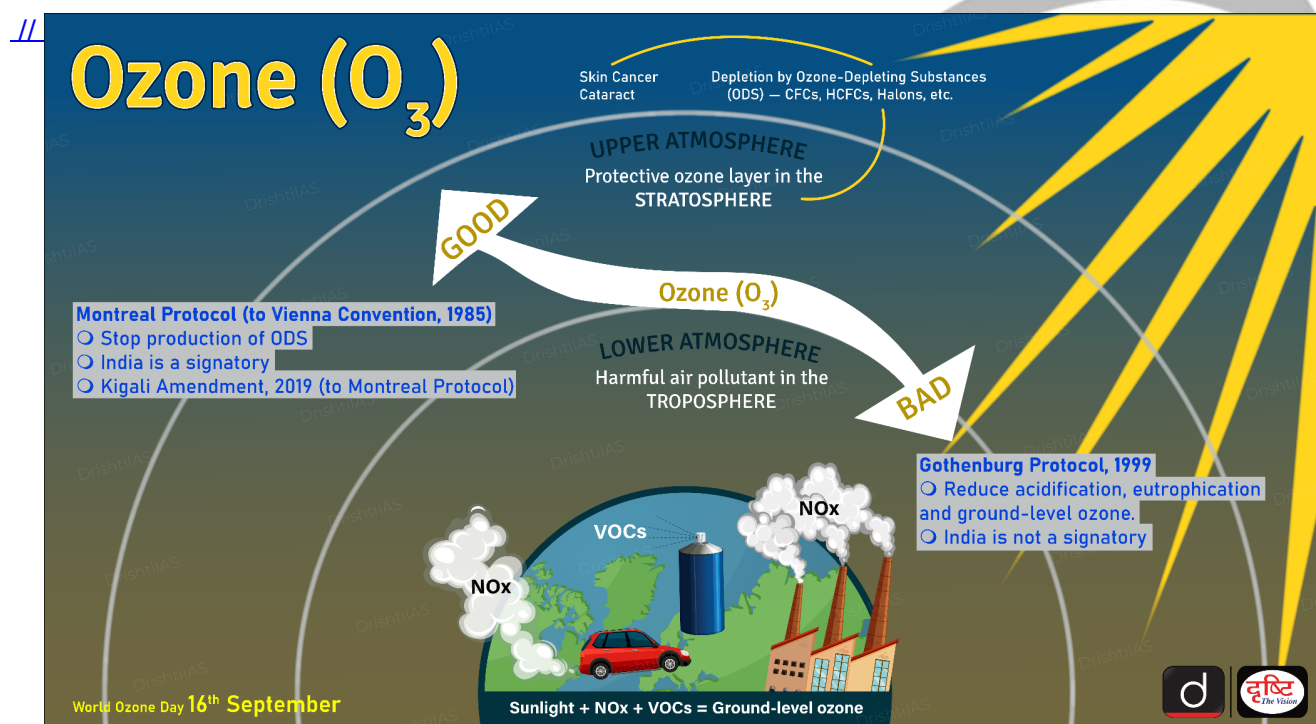 //
Ozone (O3)
Skin Cancer
Cataract
Depletion by Ozone-Depleting Substances
(ODS) — CFCs, HCFCs, Halons, etc.
UPPER ATMOSPHERE
Protective ozone layer in the
STRATOSPHERE
GOOD
Ozone (O3)
BAD
Montreal Protocol (to Vienna Convention, 1985)
❍ Stop production of ODS
❍ India is a signatory
❍ Kigali Amendment, 2019 (to Montreal Protocol)
LOWER ATMOSPHERE
Harmful air pollutant in the
TROPOSPHERE
Gothenburg Protocol, 1999
❍ Reduce acidification, eutrophication
and ground-level ozone.
❍ India is not a signatory
NOx
VOCs
NOx
World Ozone Day 16th September
Sunlight + NOx + VOCs = Ground-level ozone
d
दृष्टि
The Vision
DrishtiIAS